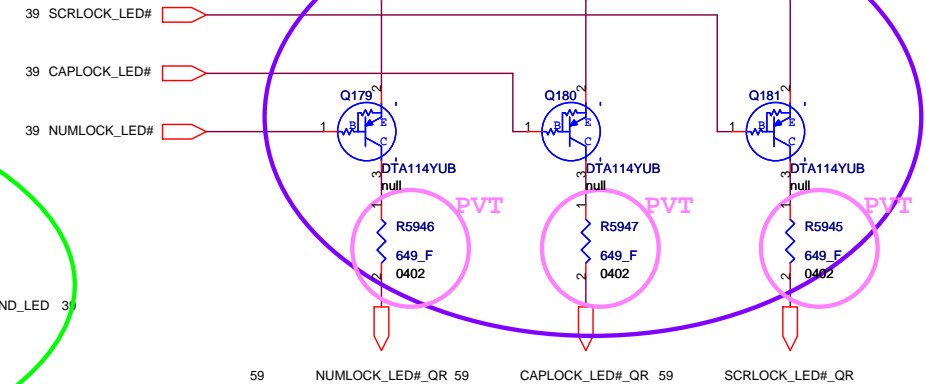 39 SCRLOCK_LED#
39 CAPLOCK_LED#
39 NUMLOCK_LED#
Q179 2 Q180 2 Q181 2
1 B E 1 B E 1 B E
C C C
3 DTA114YUB 3 DTA114YUB 3 DTA114YUB
null null null
1 PVT 1 PVT 1 PVT
R5946 R5947 R5945
649_F 649_F 649_F
2 0402 2 0402 2 0402
ND_LED 39
59 NUMLOCK_LED#_QR 59 CAPLOCK_LED#_QR 59 SCRLOCK_LED#_QR